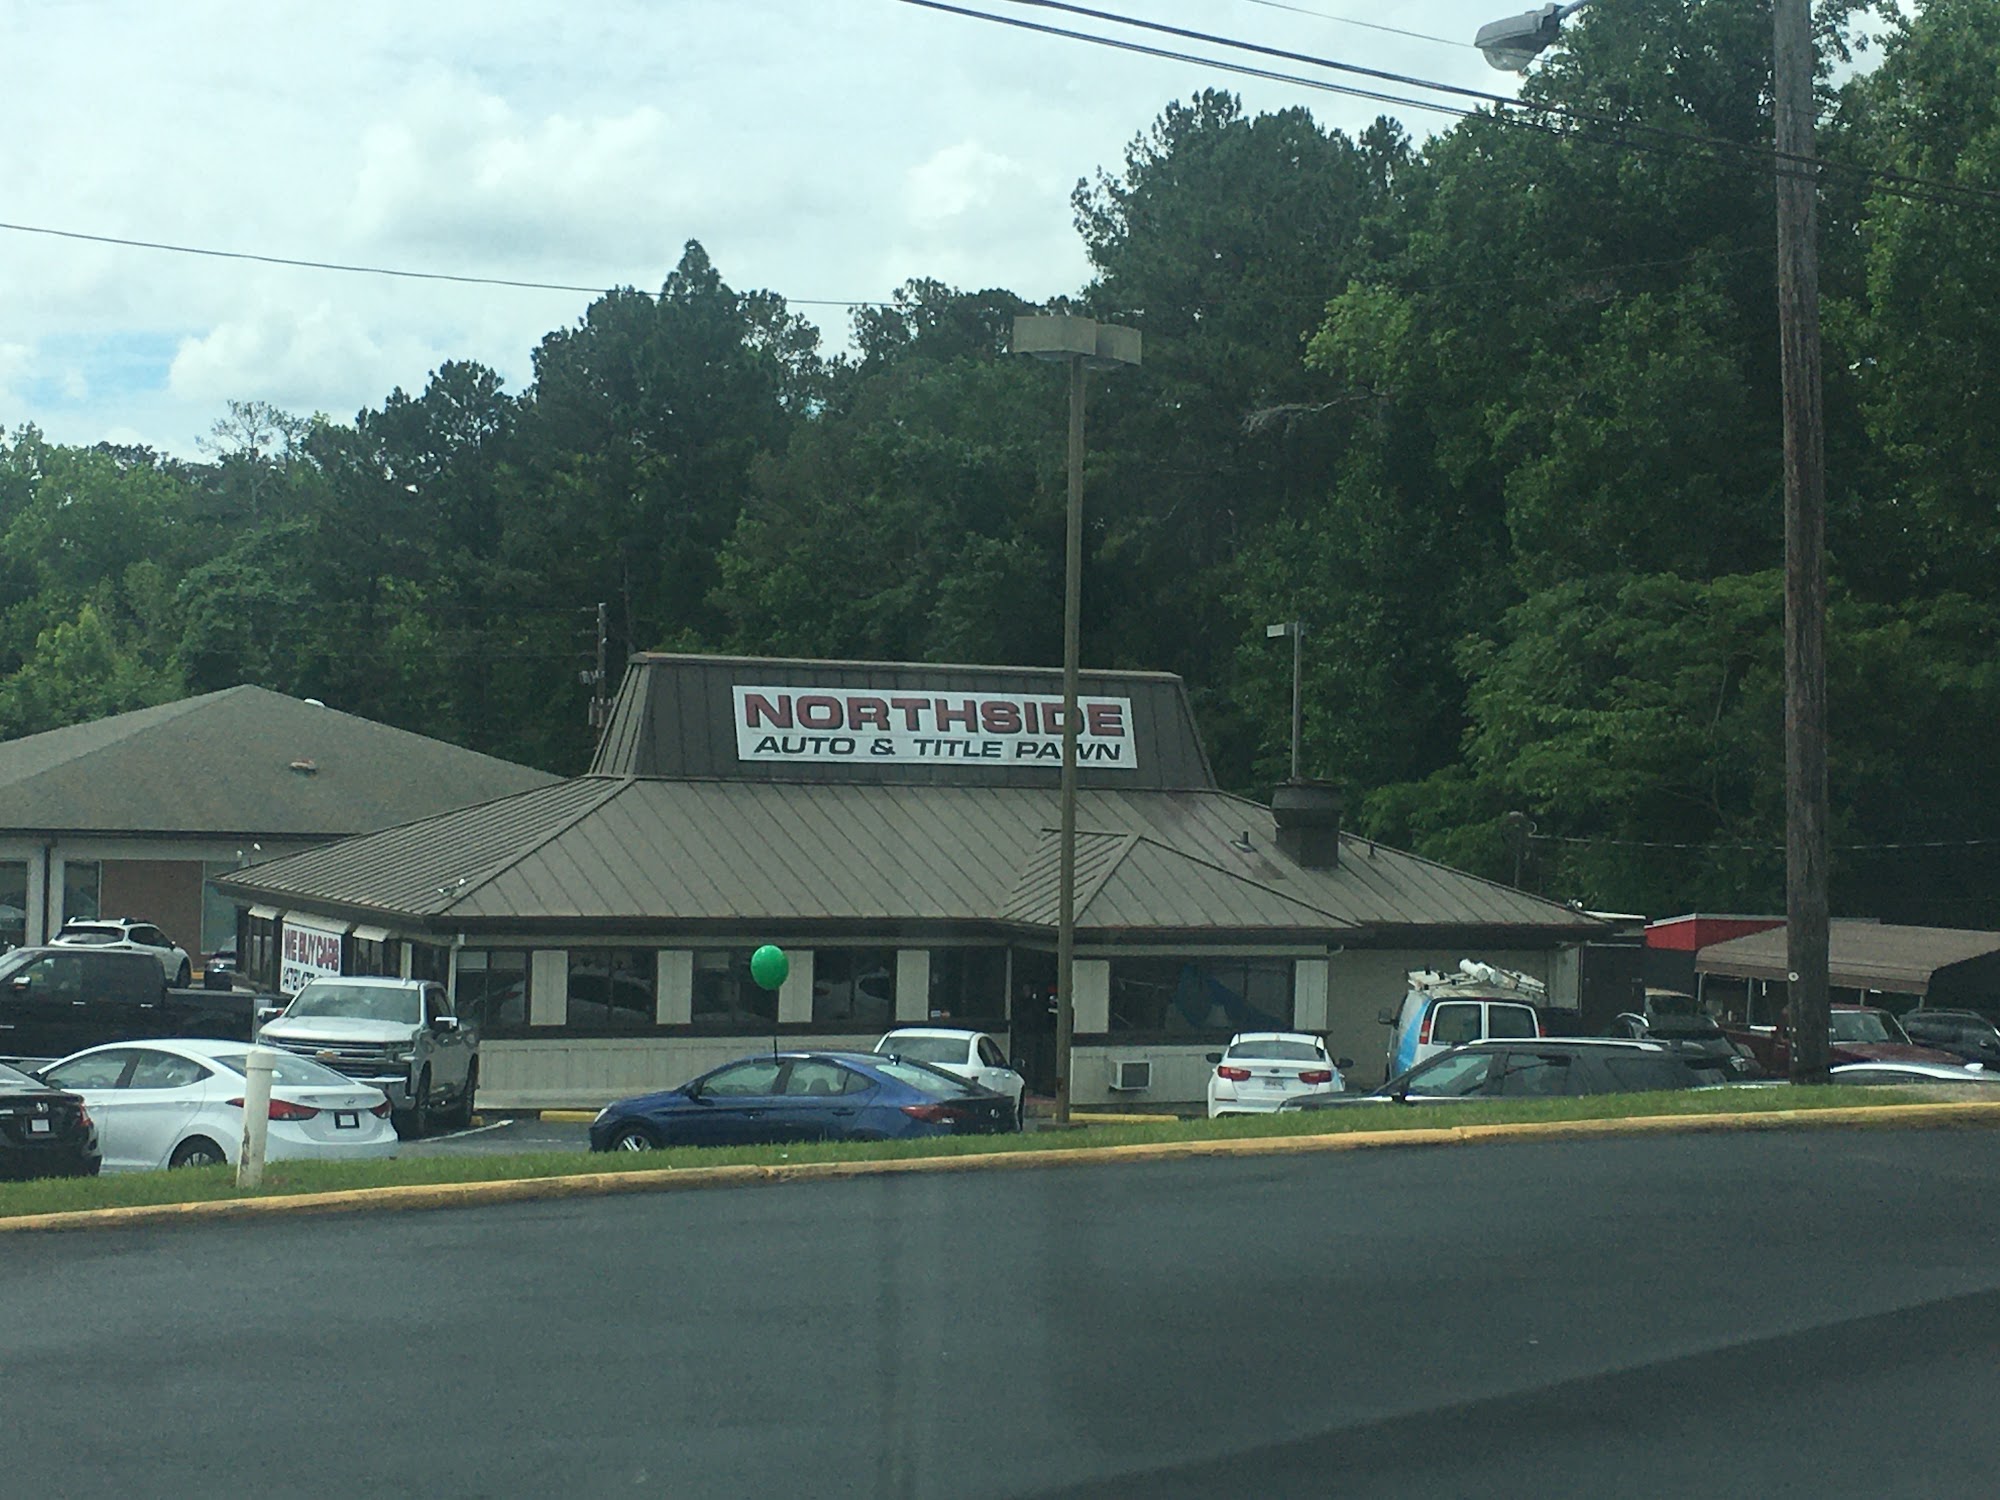 NORTHSIDE
AUTO & TITLE PAWN
WE BUY CARS